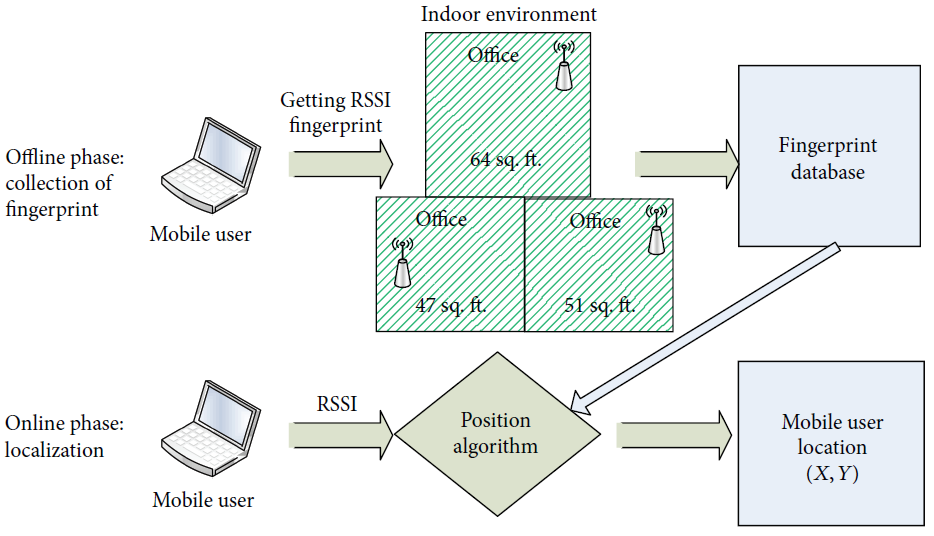 Indoor environment
Office
64 sq. ft.
Office
47 sq. ft.
Office
51 sq. ft.
Offline phase:
collection of
fingerprint
Mobile user
Getting RSSI
fingerprint
Fingerprint
database
Online phase:
localization
Mobile user
RSSI
Position
algorithm
Mobile user
location
(X, Y)